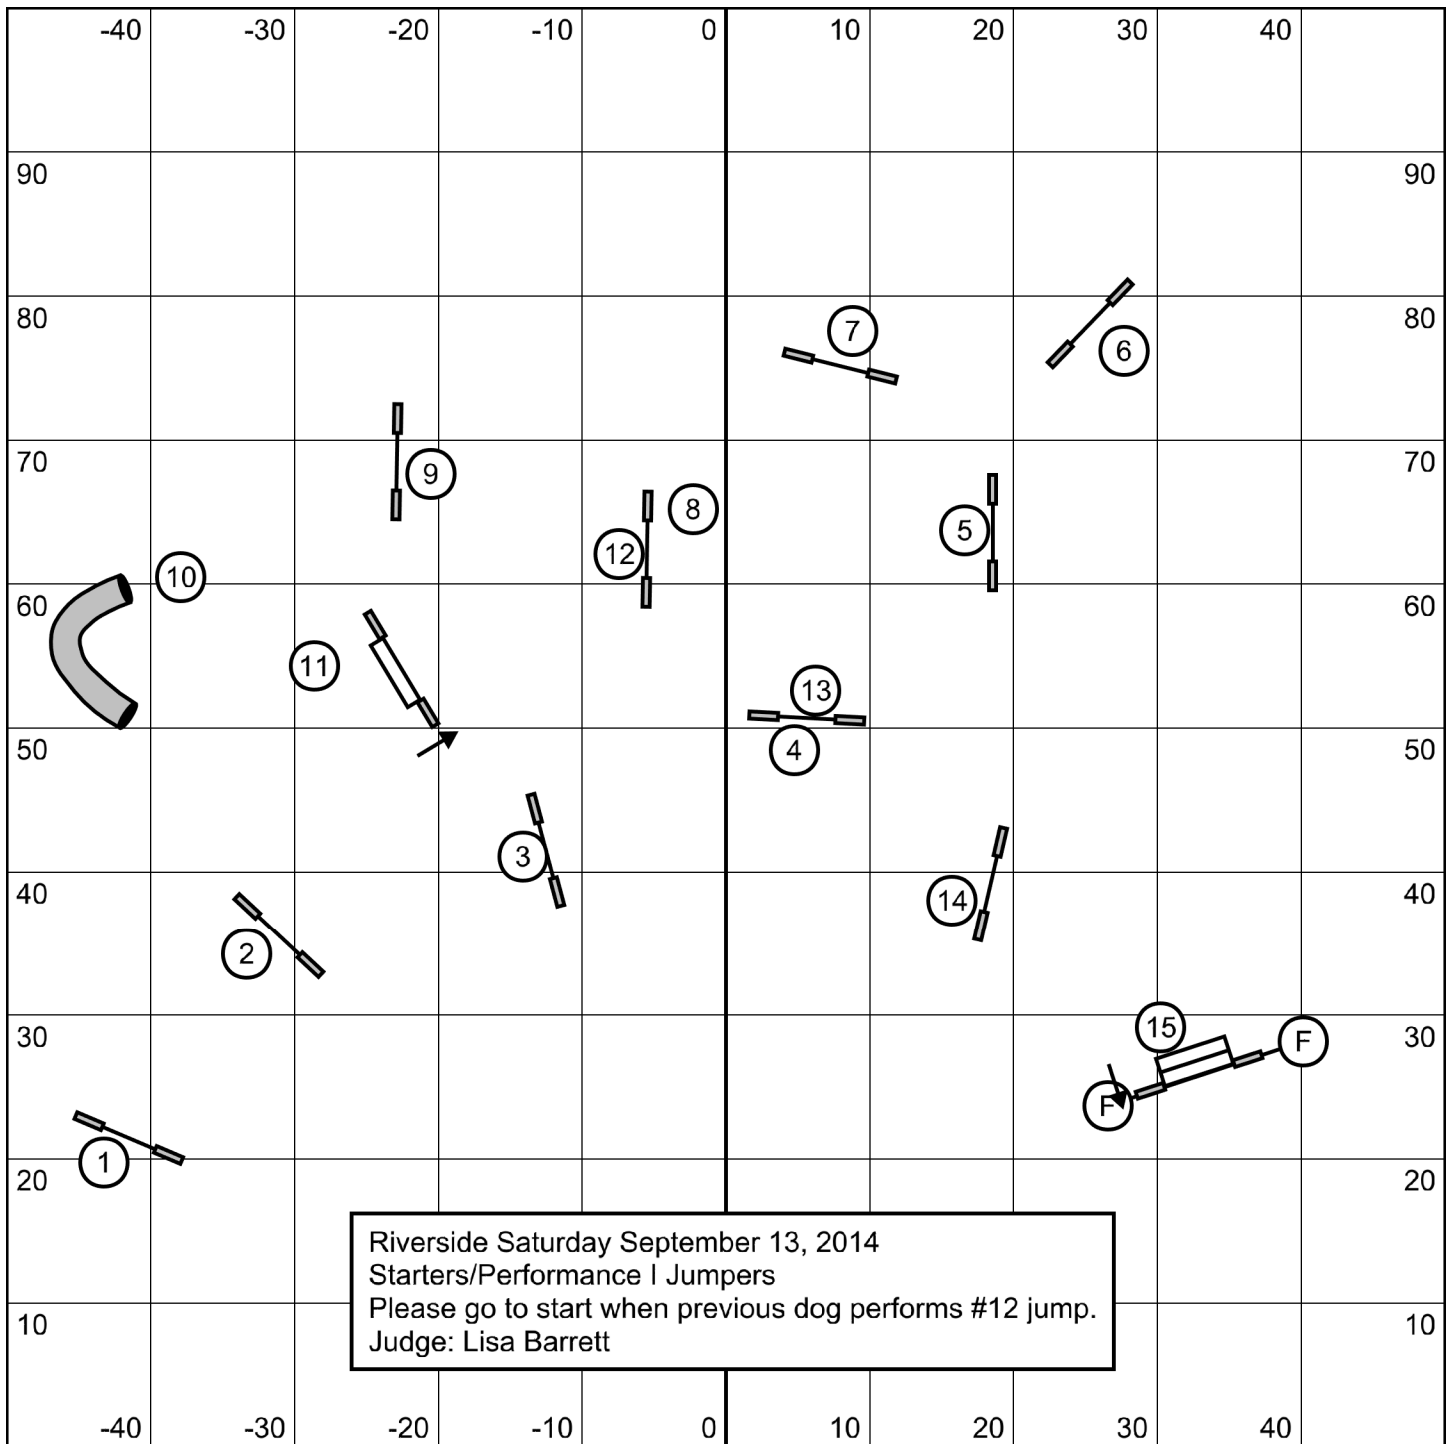 -40 -30 -20 -10 0 10 20 30 40
90 90
80 80
7
6
70 70
9
8
5
12
10
60 60
11
13
50 50
4
3
40 40
14
2
30 30
15 F
F
1
20 20
Riverside Saturday September 13, 2014
Starters/Performance I Jumpers
Please go to start when previous dog performs #12 jump.
10 10
Judge: Lisa Barrett
-40 -30 -20 -10 0 10 20 30 40